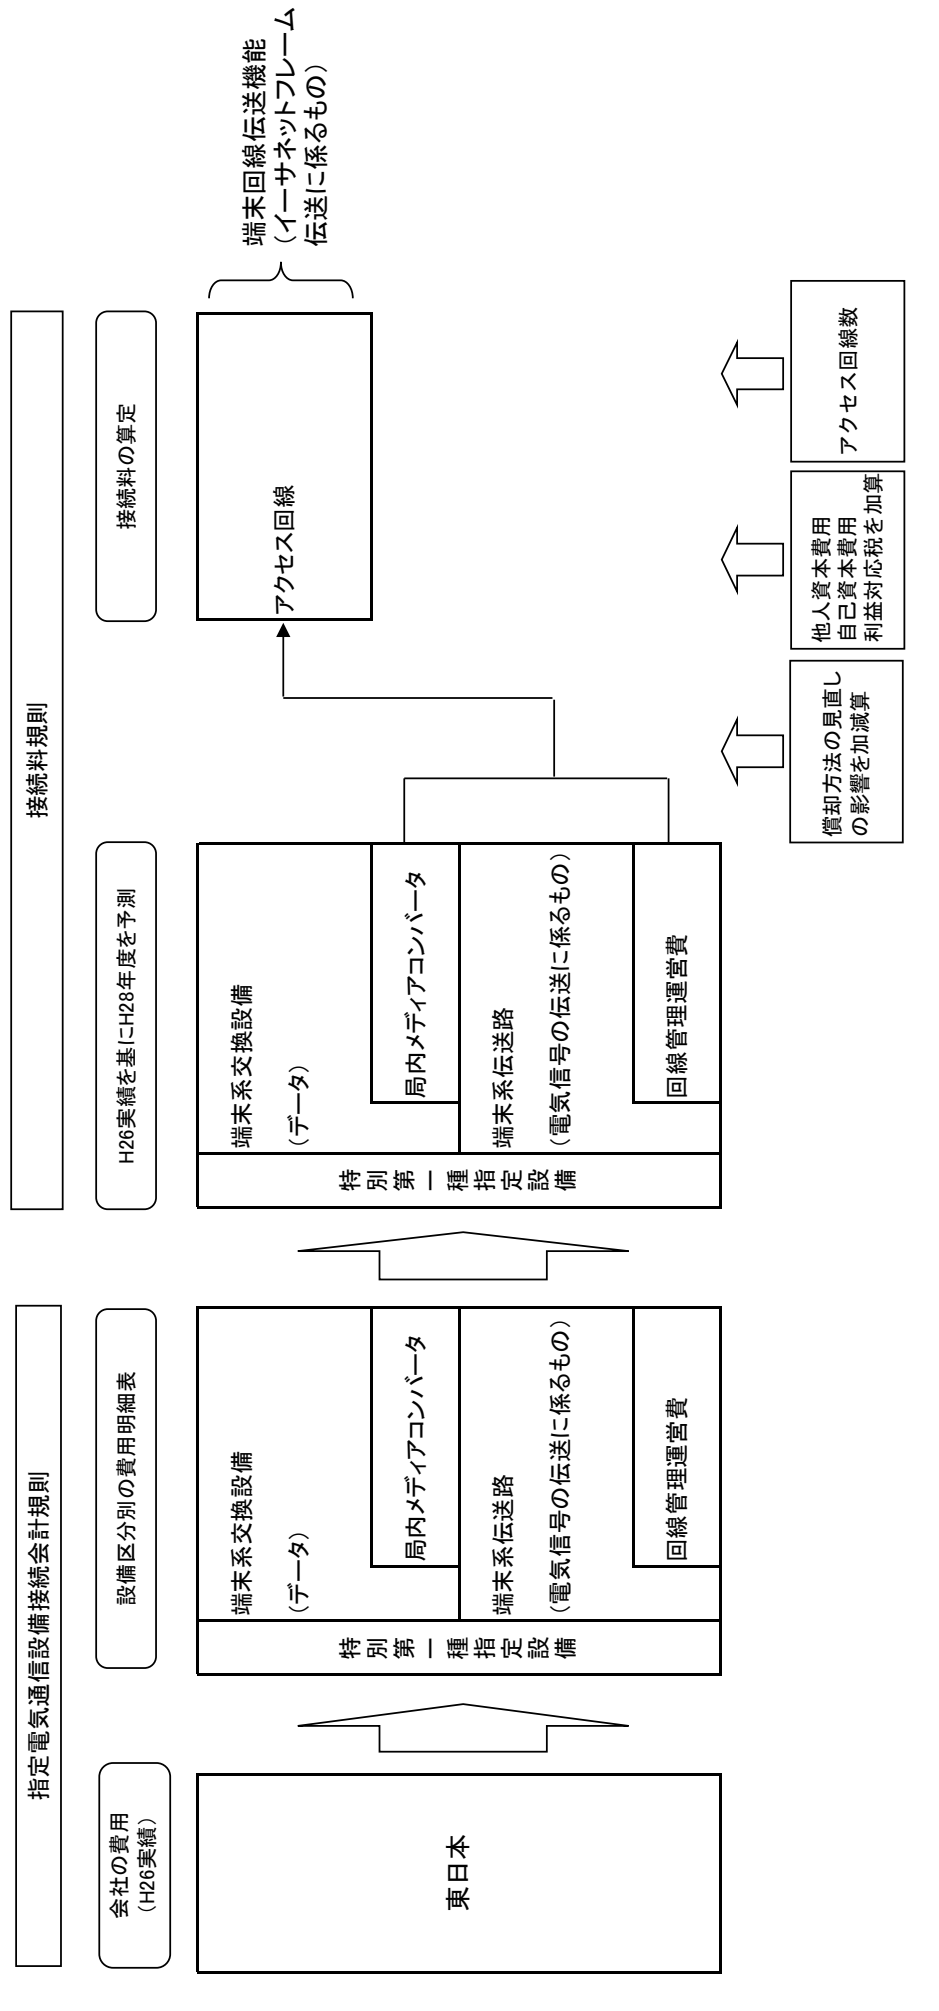 指定電気通信設備接続会計規則
接続料規則
会社の費用
（H26実績）
設備区分別の費用明細表
H26実績を基にH28年度を予測
接続料の算定
東日本
特別第一種指定設備
端末系交換設備
（データ）
局内メディアコンバータ
端末系伝送路
（電気信号の伝送に係るもの）
回線管理運営費
特別第一種指定設備
端末系交換設備
（データ）
局内メディアコンバータ
端末系伝送路
（電気信号の伝送に係るもの）
回線管理運営費
アクセス回線
端末回線伝送機能
（イーサネットフレーム
伝送に係るもの）
償却方法の見直し
の影響を加減算
他人資本費用
自己資本費用
利益対応税を加算
アクセス回線数